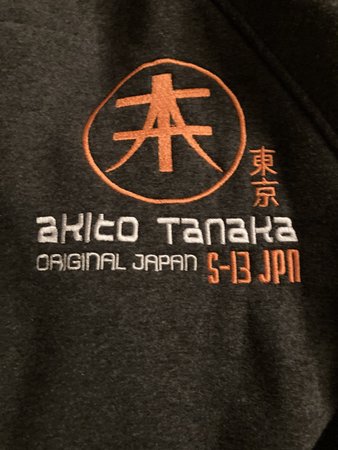 本
東京
akito Tanaka
ORIGINAL JAPAN S-13 JPN